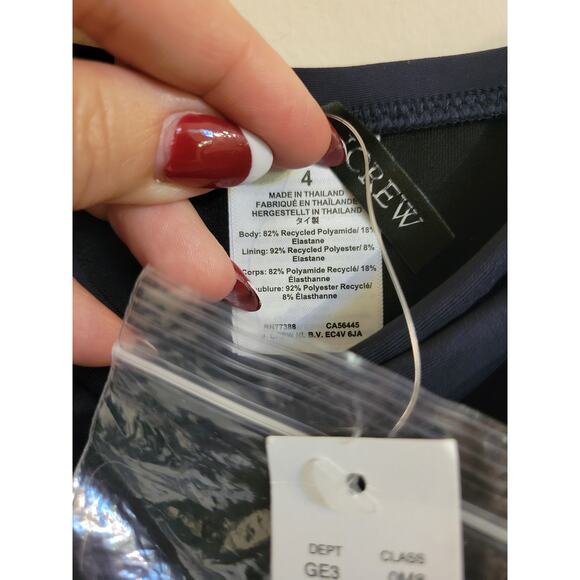 J.CREW
4
MADE IN THAILAND
FABRIQUÉ EN THAÏLANDE
HERGESTELLT IN THAILAND
タイ製
Body: 82% Recycled Polyamide/ 18%
Elastane
Lining: 92% Recycled Polyester/ 8%
Elastane
Corps: 82% Polyamide Recyclé/ 18%
Élasthanne
Doublure: 92% Polyester Recyclé/
8% Élasthanne
RN77388 CA56445
NL B.V. EC4V 6JA
DEPT CLASS
GE3